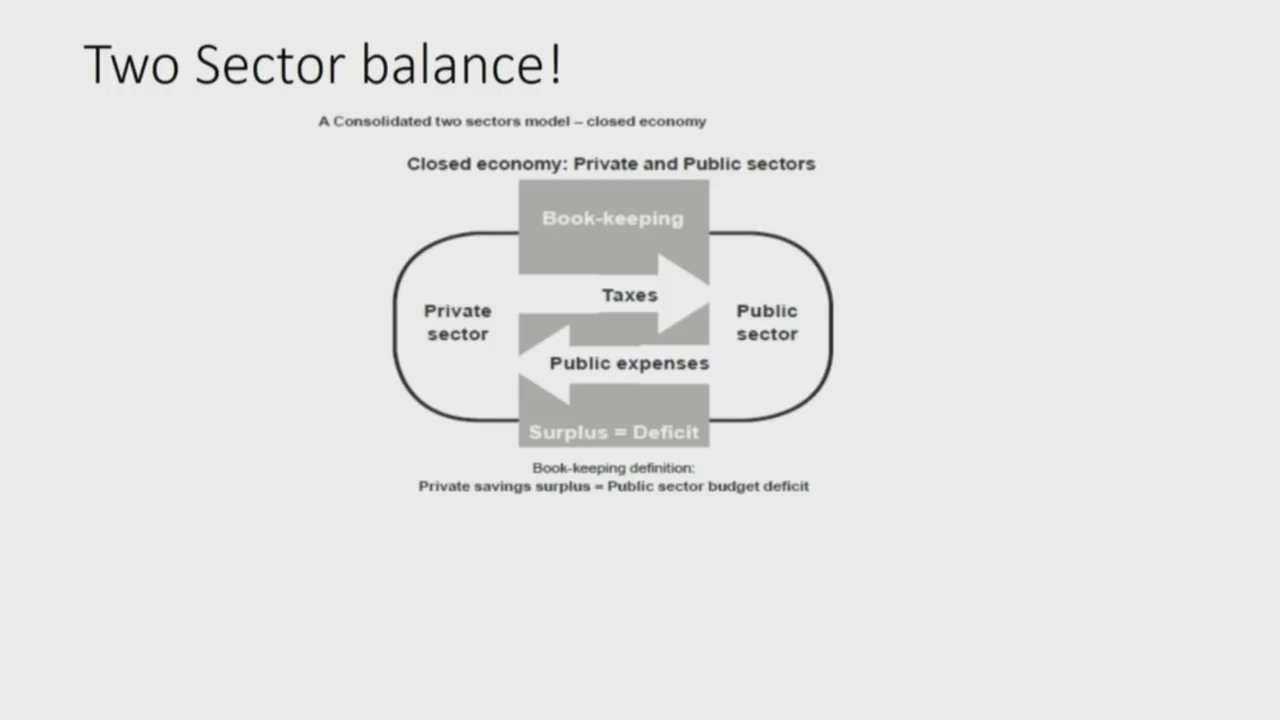 Two Sector balance!
A Consolidated two sectors model – closed economy
Closed economy: Private and Public sectors
Book-keeping
Taxes
Private
sector
Public
sector
Public expenses
Surplus = Deficit
Book-keeping definition:
Private savings surplus = Public sector budget deficit